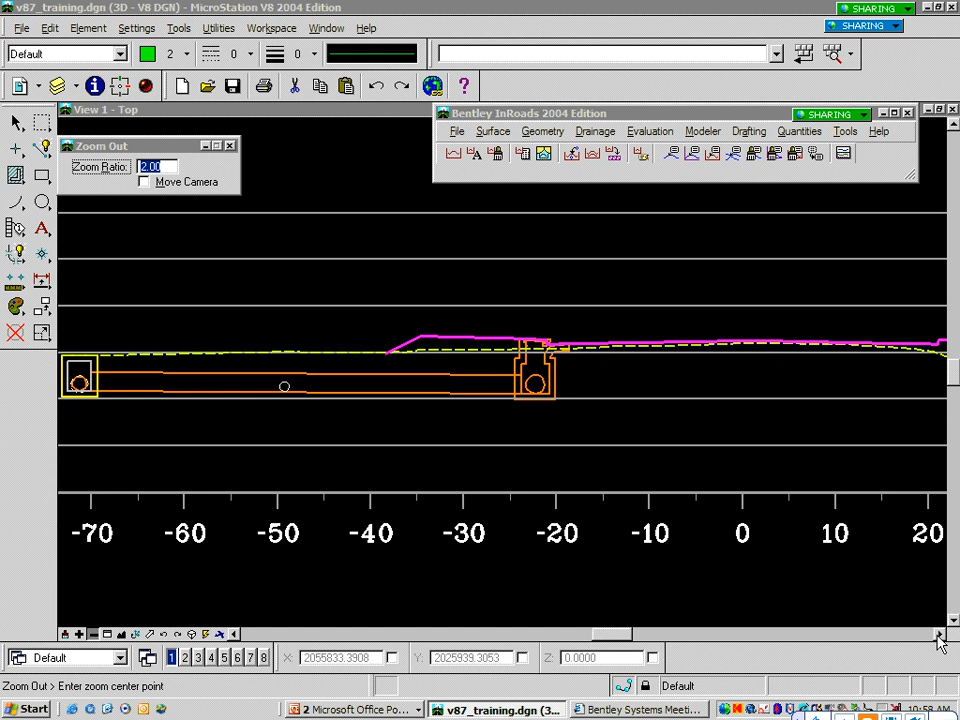 v87_training.dgn (3D - V8 DGN) - MicroStation V8 2004 Edition
SHARING
File Edit Element Settings Tools Utilities Workspace Window Help
SHARING
Default 2 0 0
View 1 - Top
Bentley InRoads 2004 Edition SHARING
File Surface Geometry Drainage Evaluation Modeler Drafting Quantities Tools Help
Zoom Out
Zoom Ratio: 2.00
Move Camera
-70 -60 -50 -40 -30 -20 -10 0 10 20
Default 1 2 3 4 5 6 7 8 X: 2055833.3908 Y: 2025939.3053 Z: 0.0000
Zoom Out > Enter zoom center point Default
Start 2 Microsoft Office Po... v87_training.dgn (3... Bentley Systems Meeti... 10:58 AM